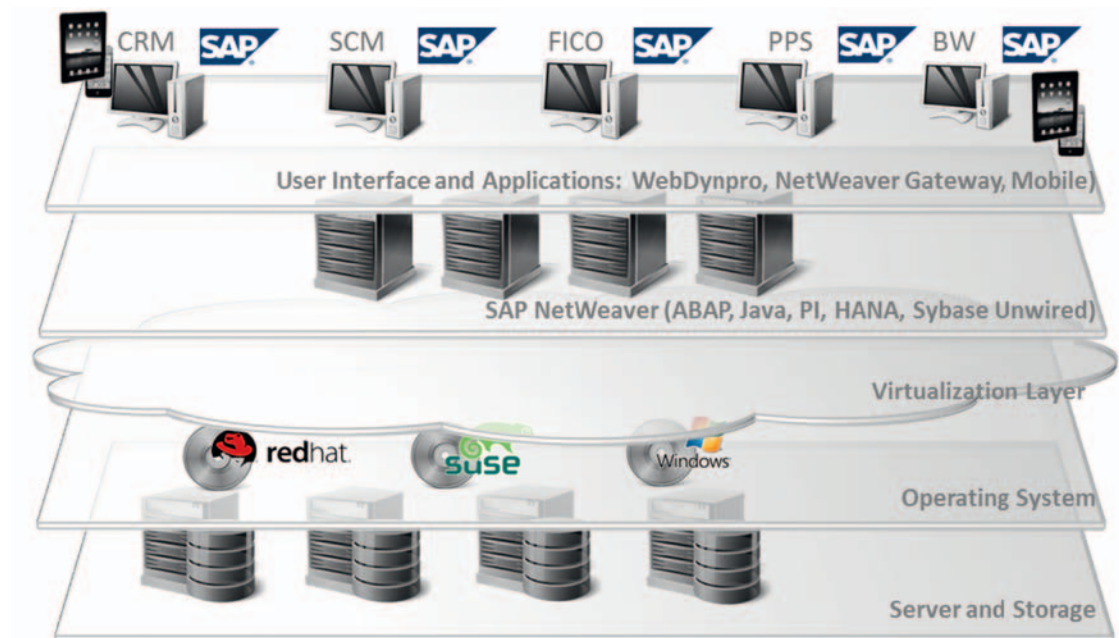 CRM SAP SCM SAP FICO SAP PPS SAP BW SAP
User Interface and Applications: WebDynpro, NetWeaver Gateway, Mobile)
SAP NetWeaver (ABAP, Java, PI, HANA, Sybase Unwired)
Virtualization Layer
redhat. suse Windows
Operating System
Server and Storage